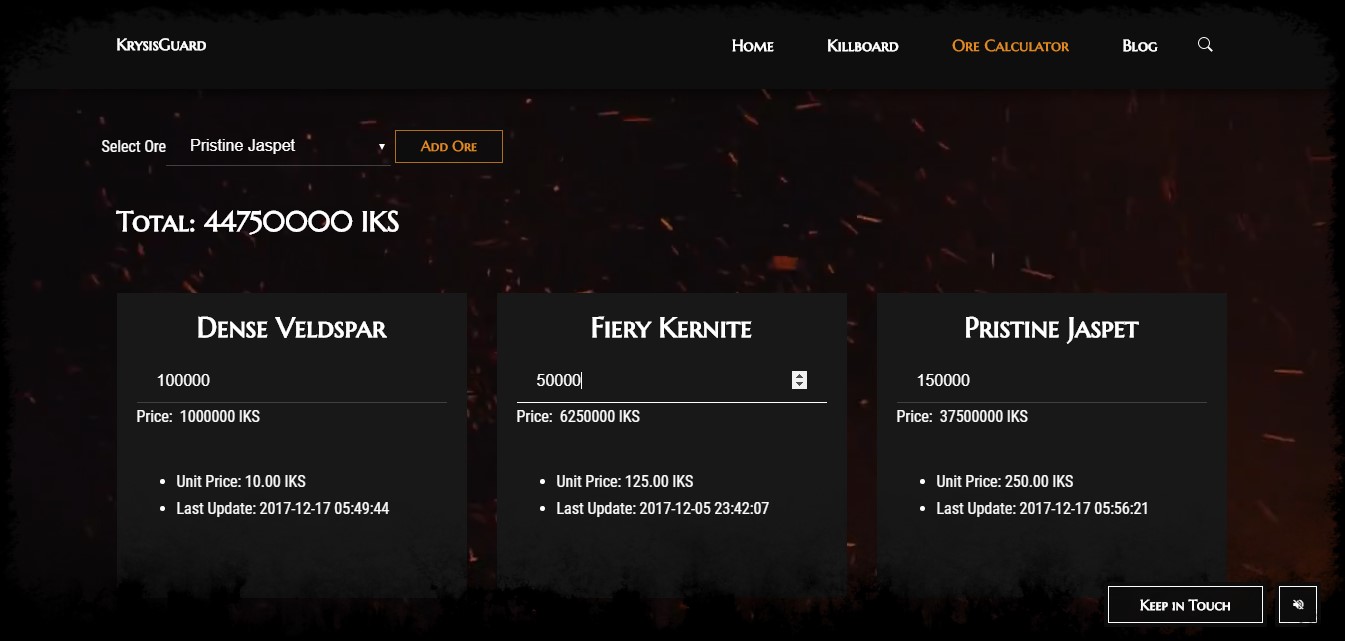 KrysisGuard
Home Killboard Ore Calculator Blog
Select Ore Pristine Jaspet Add Ore
Total: 44750000 IKS
Dense Veldspar
100000
Price: 1000000 IKS
Unit Price: 10.00 IKS
Last Update: 2017-12-17 05:49:44
Fiery Kernite
50000
Price: 6250000 IKS
Unit Price: 125.00 IKS
Last Update: 2017-12-05 23:42:07
Pristine Jaspet
150000
Price: 37500000 IKS
Unit Price: 250.00 IKS
Last Update: 2017-12-17 05:56:21
Keep in Touch